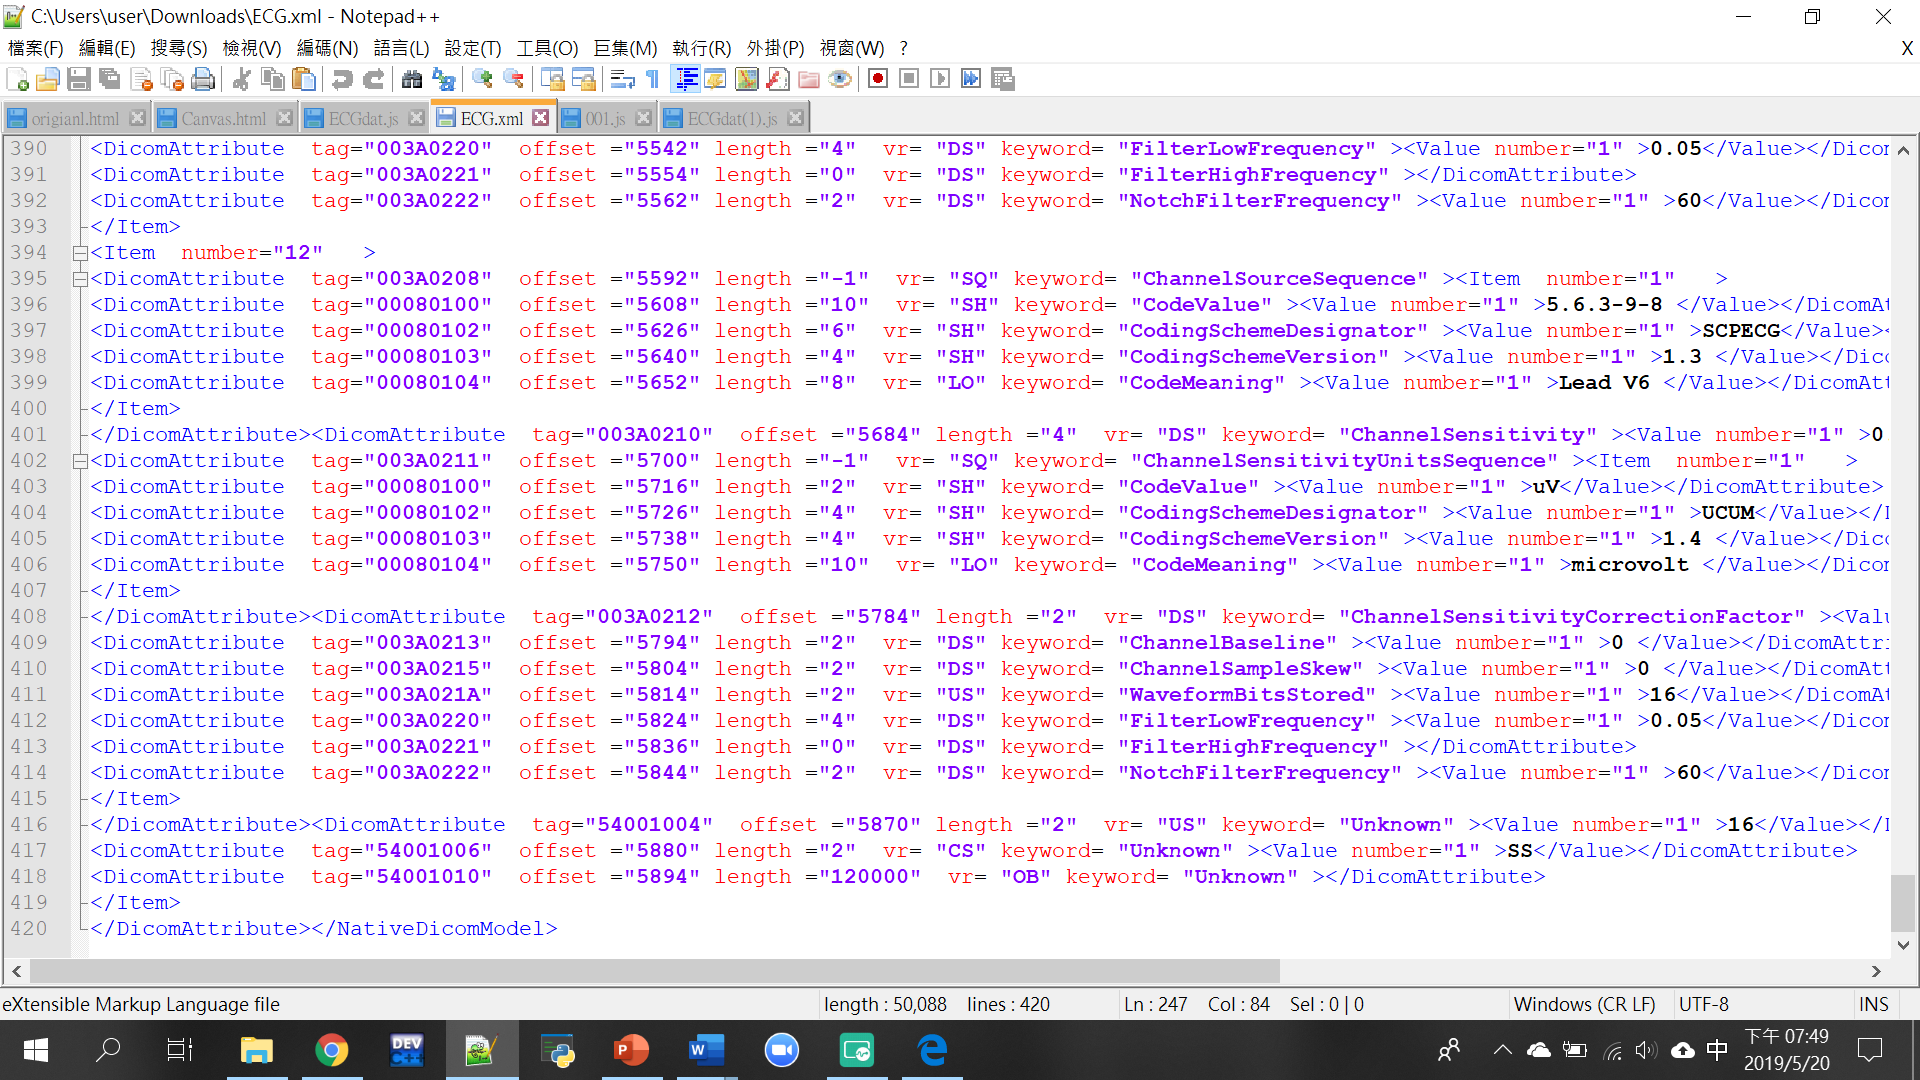 C:\Users\user\Downloads\ECG.xml - Notepad++
檔案(F) 編輯(E) 搜尋(S) 檢視(V) 編碼(N) 語言(L) 設定(T) 工具(O) 巨集(M) 執行(R) 外掛(P) 視窗(W) ? X
origianl.html Canvas.html ECGdat.js ECG.xml 001.js ECGdat(1).js
390 <DicomAttribute tag="003A0220" offset ="5542" length ="4" vr= "DS" keyword= "FilterLowFrequency" ><Value number="1" >0.05</Value></Dicom
391 <DicomAttribute tag="003A0221" offset ="5554" length ="0" vr= "DS" keyword= "FilterHighFrequency" ></DicomAttribute>
392 <DicomAttribute tag="003A0222" offset ="5562" length ="2" vr= "DS" keyword= "NotchFilterFrequency" ><Value number="1" >60</Value></Dicom
393 </Item>
394 <Item number="12" >
395 <DicomAttribute tag="003A0208" offset ="5592" length ="-1" vr= "SQ" keyword= "ChannelSourceSequence" ><Item number="1" >
396 <DicomAttribute tag="00080100" offset ="5608" length ="10" vr= "SH" keyword= "CodeValue" ><Value number="1" >5.6.3-9-8 </Value></DicomAt
397 <DicomAttribute tag="00080102" offset ="5626" length ="6" vr= "SH" keyword= "CodingSchemeDesignator" ><Value number="1" >SCPECG</Value><
398 <DicomAttribute tag="00080103" offset ="5640" length ="4" vr= "SH" keyword= "CodingSchemeVersion" ><Value number="1" >1.3 </Value></Dico
399 <DicomAttribute tag="00080104" offset ="5652" length ="8" vr= "LO" keyword= "CodeMeaning" ><Value number="1" >Lead V6 </Value></DicomAtt
400 </Item>
401 </DicomAttribute><DicomAttribute tag="003A0210" offset ="5684" length ="4" vr= "DS" keyword= "ChannelSensitivity" ><Value number="1" >0
402 <DicomAttribute tag="003A0211" offset ="5700" length ="-1" vr= "SQ" keyword= "ChannelSensitivityUnitsSequence" ><Item number="1" >
403 <DicomAttribute tag="00080100" offset ="5716" length ="2" vr= "SH" keyword= "CodeValue" ><Value number="1" >uV</Value></DicomAttribute>
404 <DicomAttribute tag="00080102" offset ="5726" length ="4" vr= "SH" keyword= "CodingSchemeDesignator" ><Value number="1" >UCUM</Value></D
405 <DicomAttribute tag="00080103" offset ="5738" length ="4" vr= "SH" keyword= "CodingSchemeVersion" ><Value number="1" >1.4 </Value></Dico
406 <DicomAttribute tag="00080104" offset ="5750" length ="10" vr= "LO" keyword= "CodeMeaning" ><Value number="1" >microvolt </Value></Dicom
407 </Item>
408 </DicomAttribute><DicomAttribute tag="003A0212" offset ="5784" length ="2" vr= "DS" keyword= "ChannelSensitivityCorrectionFactor" ><Valu
409 <DicomAttribute tag="003A0213" offset ="5794" length ="2" vr= "DS" keyword= "ChannelBaseline" ><Value number="1" >0 </Value></DicomAttri
410 <DicomAttribute tag="003A0215" offset ="5804" length ="2" vr= "DS" keyword= "ChannelSampleSkew" ><Value number="1" >0 </Value></DicomAtt
411 <DicomAttribute tag="003A021A" offset ="5814" length ="2" vr= "US" keyword= "WaveformBitsStored" ><Value number="1" >16</Value></DicomAt
412 <DicomAttribute tag="003A0220" offset ="5824" length ="4" vr= "DS" keyword= "FilterLowFrequency" ><Value number="1" >0.05</Value></Dicom
413 <DicomAttribute tag="003A0221" offset ="5836" length ="0" vr= "DS" keyword= "FilterHighFrequency" ></DicomAttribute>
414 <DicomAttribute tag="003A0222" offset ="5844" length ="2" vr= "DS" keyword= "NotchFilterFrequency" ><Value number="1" >60</Value></Dicom
415 </Item>
416 </DicomAttribute><DicomAttribute tag="54001004" offset ="5870" length ="2" vr= "US" keyword= "Unknown" ><Value number="1" >16</Value></D
417 <DicomAttribute tag="54001006" offset ="5880" length ="2" vr= "CS" keyword= "Unknown" ><Value number="1" >SS</Value></DicomAttribute>
418 <DicomAttribute tag="54001010" offset ="5894" length ="120000" vr= "OB" keyword= "Unknown" ></DicomAttribute>
419 </Item>
420 </DicomAttribute></NativeDicomModel>
eXtensible Markup Language file length : 50,088 lines : 420 Ln : 247 Col : 84 Sel : 0 | 0 Windows (CR LF) UTF-8 INS
DEV C++ P W 中 下午 07:49
2019/5/20